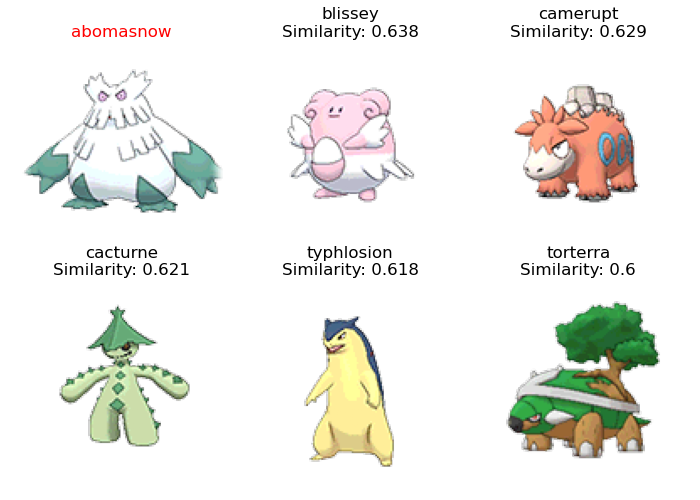 abomasnow
blissey
Similarity: 0.638
camerupt
Similarity: 0.629
cacturne
Similarity: 0.621
typhlosion
Similarity: 0.618
torterra
Similarity: 0.6